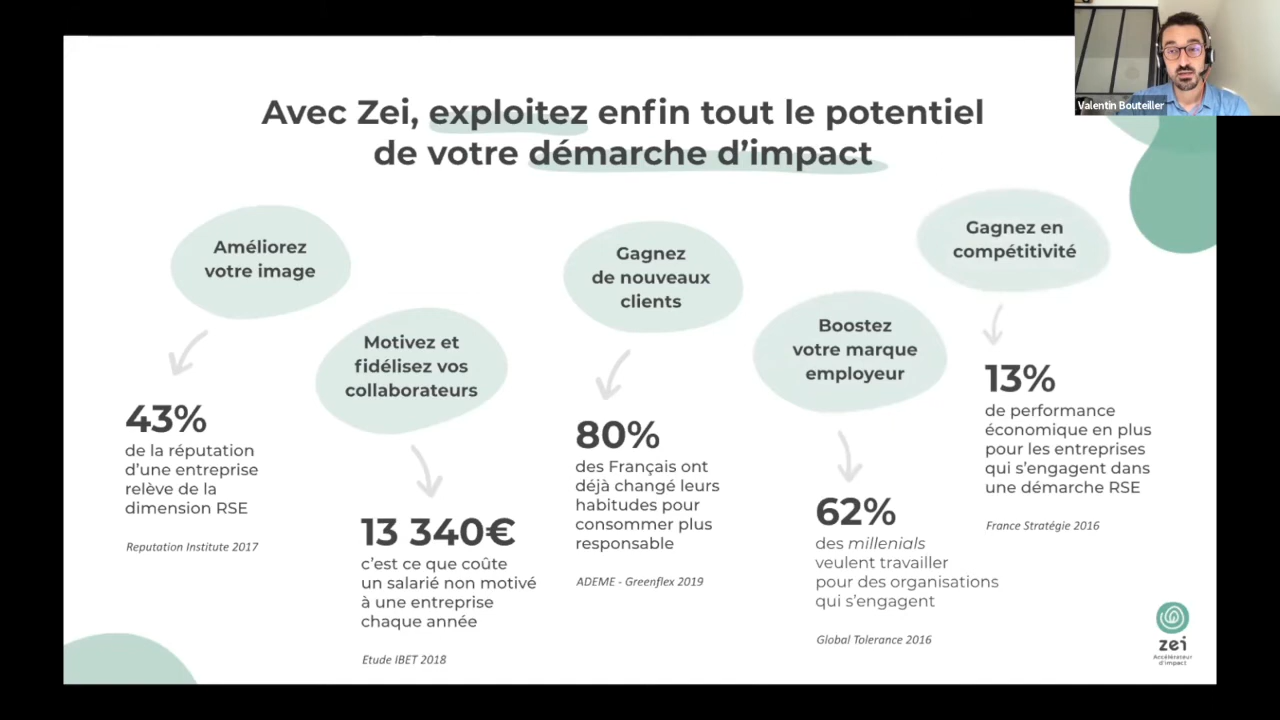 Valentin Bouteiller
Avec Zei, exploitez enfin tout le potentiel
de votre démarche d'impact
Améliorez
votre image
43%
de la réputation
d'une entreprise
relève de la
dimension RSE
Reputation Institute 2017
Motivez et
fidélisez vos
collaborateurs
13 340€
c'est ce que coûte
un salarié non motivé
à une entreprise
chaque année
Etude IBET 2018
Gagnez
de nouveaux
clients
80%
des Français ont
déjà changé leurs
habitudes pour
consommer plus
responsable
ADEME - Greenflex 2019
Boostez
votre marque
employeur
62%
des millenials
veulent travailler
pour des organisations
qui s'engagent
Global Tolerance 2016
Gagnez en
compétitivité
13%
de performance
économique en plus
pour les entreprises
qui s'engagent dans
une démarche RSE
France Stratégie 2016
zei
Accélérateur
d'impact